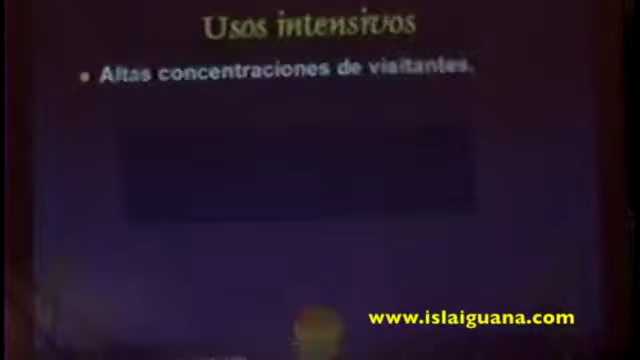 Usos intensivos
• Altas concentraciones de visitantes.
www.islaiguana.com